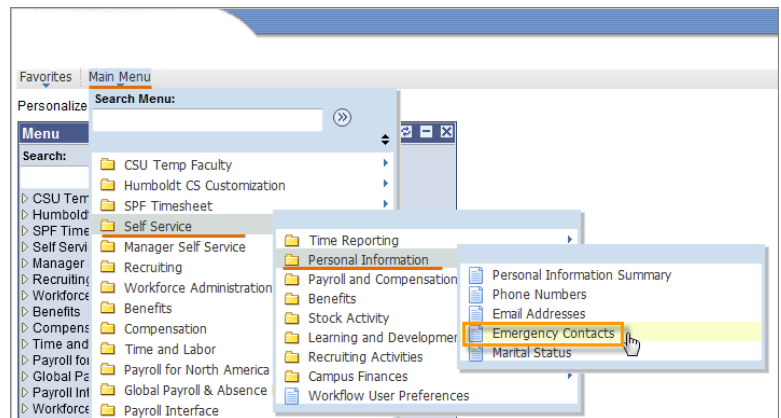 Favorites Main Menu
Personalize
Search Menu:
Menu
Search:
CSU Tem
Humbold
SPF Time
Self Servi
Manager
Recruiting
Workforce
Benefits
Compens
Time and
Payroll for
Global Pa
Payroll Int
Workforce
CSU Temp Faculty
Humboldt CS Customization
SPF Timesheet
Self Service
Manager Self Service
Recruiting
Workforce Administration
Benefits
Compensation
Time and Labor
Payroll for North America
Global Payroll & Absence
Payroll Interface
Time Reporting
Personal Information
Payroll and Compensation
Benefits
Stock Activity
Learning and Developmen
Recruiting Activities
Campus Finances
Workflow User Preferences
Personal Information Summary
Phone Numbers
Email Addresses
Emergency Contacts
Marital Status